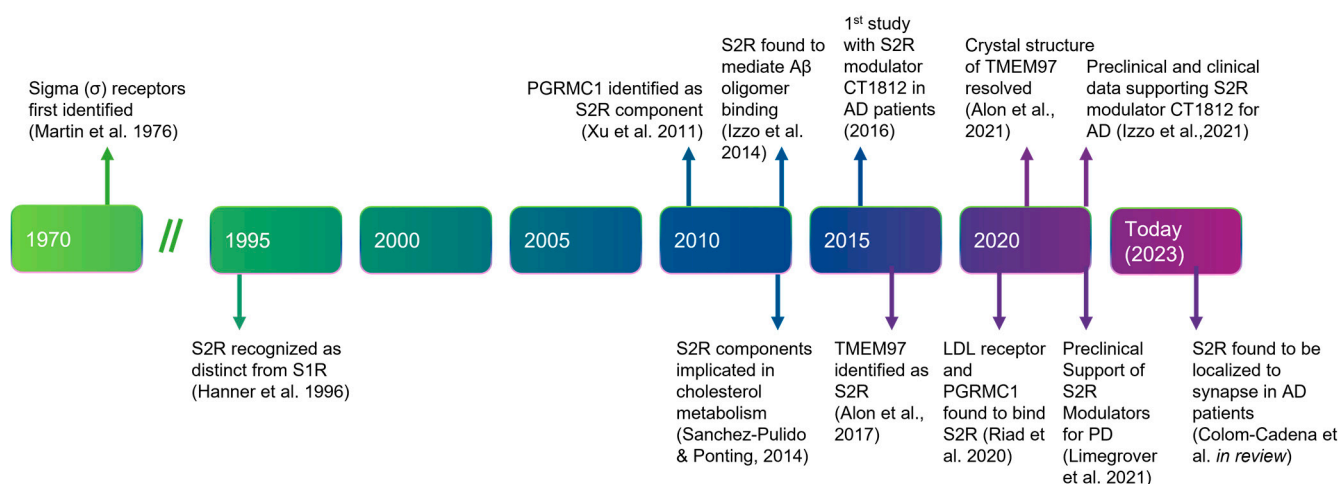 Sigma (σ) receptors
first identified
(Martin et al. 1976)
PGRMC1 identified as
S2R component
(Xu et al. 2011)
S2R found to
mediate Aβ
oligomer
binding
(Izzo et al.
2014)
1st study
with S2R
modulator
CT1812 in
AD patients
(2016)
Crystal structure
of TMEM97
resolved
(Alon et al.,
2021)
Preclinical and clinical
data supporting S2R
modulator CT1812 for
AD (Izzo et al.,2021)
1970
//
1995
2000
2005
2010
2015
2020
Today
(2023)
S2R recognized as
distinct from S1R
(Hanner et al. 1996)
S2R components
implicated in
cholesterol
metabolism
(Sanchez-Pulido
& Ponting, 2014)
TMEM97
identified as
S2R
(Alon et al.,
2017)
LDL receptor
and
PGRMC1
found to bind
S2R (Riad et
al. 2020)
Preclinical
Support of
S2R
Modulators
for PD
(Limegrover
et al. 2021)
S2R found to be
localized to
synapse in AD
patients
(Colom-Cadena et
al. in review)